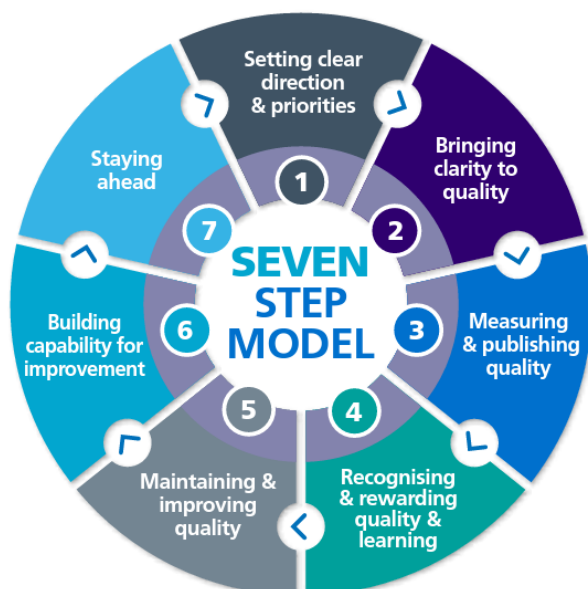 Setting clear
direction
& priorities
1
Bringing
clarity to
quality
2
Measuring
& publishing
quality
3
Recognising
& rewarding
quality &
learning
4
Maintaining &
improving
quality
5
Building
capability for
improvement
6
Staying
ahead
7
SEVEN
STEP
MODEL